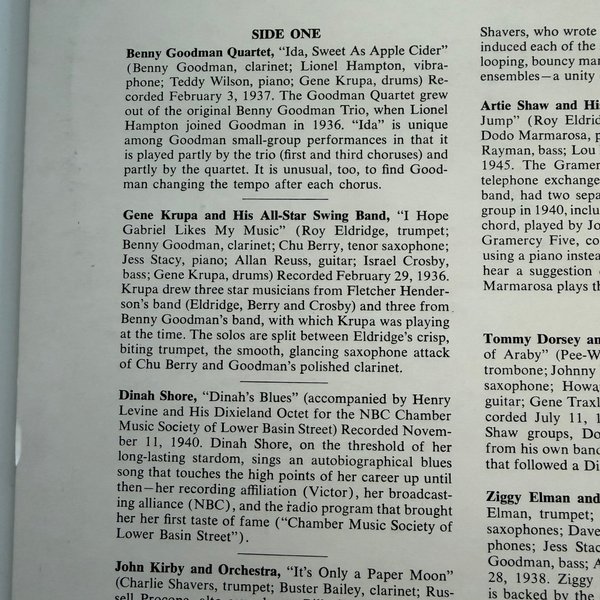 SIDE ONE
Benny Goodman Quartet, “Ida, Sweet As Apple Cider”
(Benny Goodman, clarinet; Lionel Hampton, vibra-
phone; Teddy Wilson, piano; Gene Krupa, drums) Re-
corded February 3, 1937. The Goodman Quartet grew
out of the original Benny Goodman Trio, when Lionel
Hampton joined Goodman in 1936. “Ida” is unique
among Goodman small-group performances in that it
is played partly by the trio (first and third choruses) and
partly by the quartet. It is unusual, too, to find Good-
man changing the tempo after each chorus.
Gene Krupa and His All-Star Swing Band, “I Hope
Gabriel Likes My Music” (Roy Eldridge, trumpet;
Benny Goodman, clarinet; Chu Berry, tenor saxophone;
Jess Stacy, piano; Allan Reuss, guitar; Israel Crosby,
bass; Gene Krupa, drums) Recorded February 29, 1936.
Krupa drew three star musicians from Fletcher Hender-
son's band (Eldridge, Berry and Crosby) and three from
Benny Goodman's band, with which Krupa was playing
at the time. The solos are split between Eldridge's crisp,
biting trumpet, the smooth, glancing saxophone attack
of Chu Berry and Goodman's polished clarinet.
Dinah Shore, “Dinah's Blues” (accompanied by Henry
Levine and His Dixieland Octet for the NBC Chamber
Music Society of Lower Basin Street) Recorded Novem-
ber 11, 1940. Dinah Shore, on the threshold of her
long-lasting stardom, sings an autobiographical blues
song that touches the high points of her career up until
then—her recording affiliation (Victor), her broadcast-
ing alliance (NBC), and the radio program that brought
her her first taste of fame (“Chamber Music Society of
Lower Basin Street”).
John Kirby and Orchestra, “It's Only a Paper Moon”
(Charlie Shavers, trumpet; Buster Bailey, clarinet; Rus-
sell Procope, alto
Shavers, who wrote
induced each of the
looping, bouncy
ensembles—a unity
Artie Shaw and
Jump” (Roy
Dodo Marmarosa,
Rayman, bass; Lou
1945. The
telephone exchange
band, had two
group in 1940,
chord, played by
Gramercy Five,
using a piano
hear a suggestion
Marmarosa plays
Tommy Dorsey
of Araby” (Pee-
trombone; Johnny
saxophone;
guitar; Gene
corded July 11,
Shaw groups,
from his own
that followed a
Ziggy Elman and
Elman, trumpet;
saxophones; Dave
phones; Jess
Goodman, bass;
28, 1938. Ziggy
is backed by the